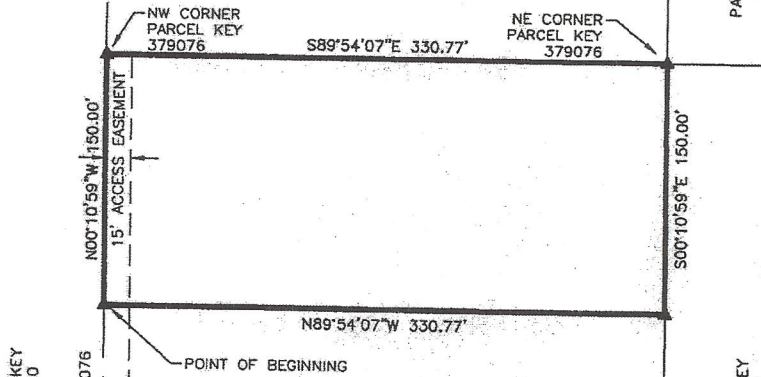 NW CORNER
PARCEL KEY
379076
NE CORNER
PARCEL KEY
379076
PA
S89°54'07"E 330.77'
N00°10'59"W 150.00'
15' ACCESS EASEMENT
S00°10'59"E 150.00'
N89°54'07"W 330.77'
POINT OF BEGINNING
KEY
0
076
EY